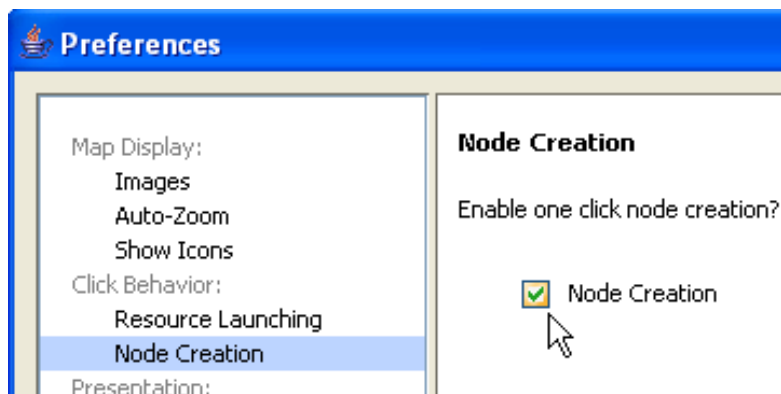 Preferences
Map Display:
Images
Auto-Zoom
Show Icons
Click Behavior:
Resource Launching
Node Creation
Presentation:
Node Creation
Enable one click node creation?
Node Creation